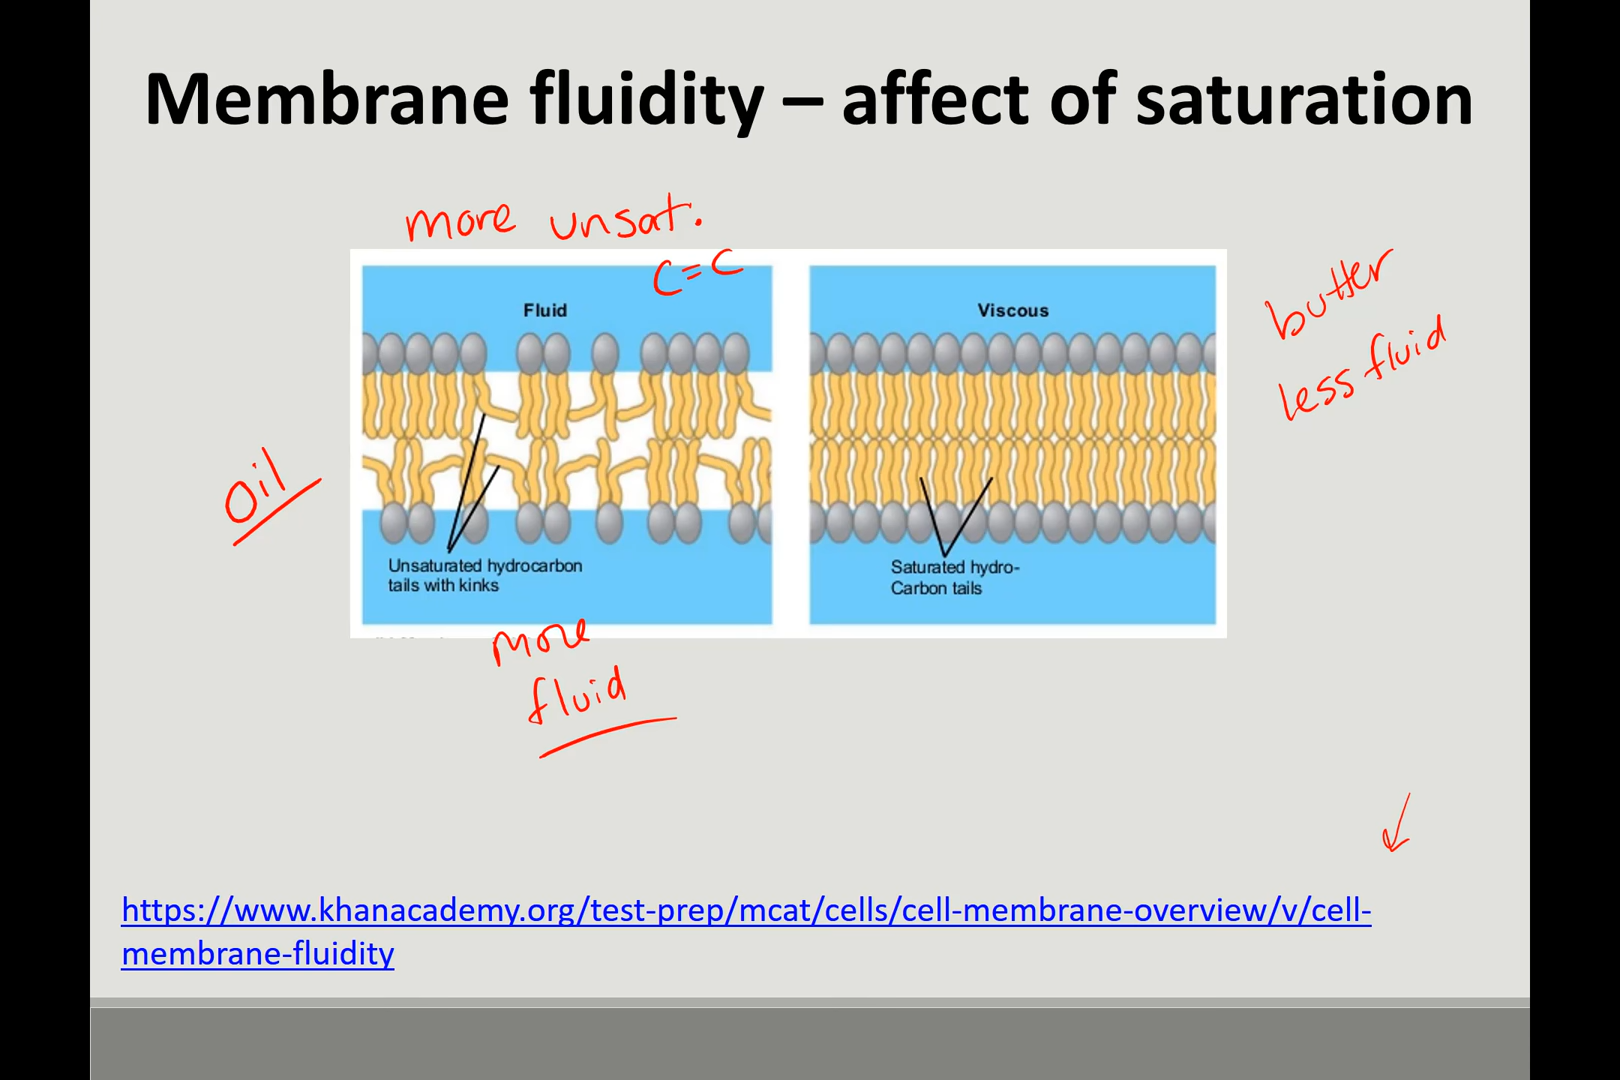 Membrane fluidity – affect of saturation
more unsat.
C=C
Fluid
Viscous
butter
less fluid
Oil
Unsaturated hydrocarbon
tails with kinks
Saturated hydro-
Carbon tails
more
fluid
https://www.khanacademy.org/test-prep/mcat/cells/cell-membrane-overview/v/cell-
membrane-fluidity